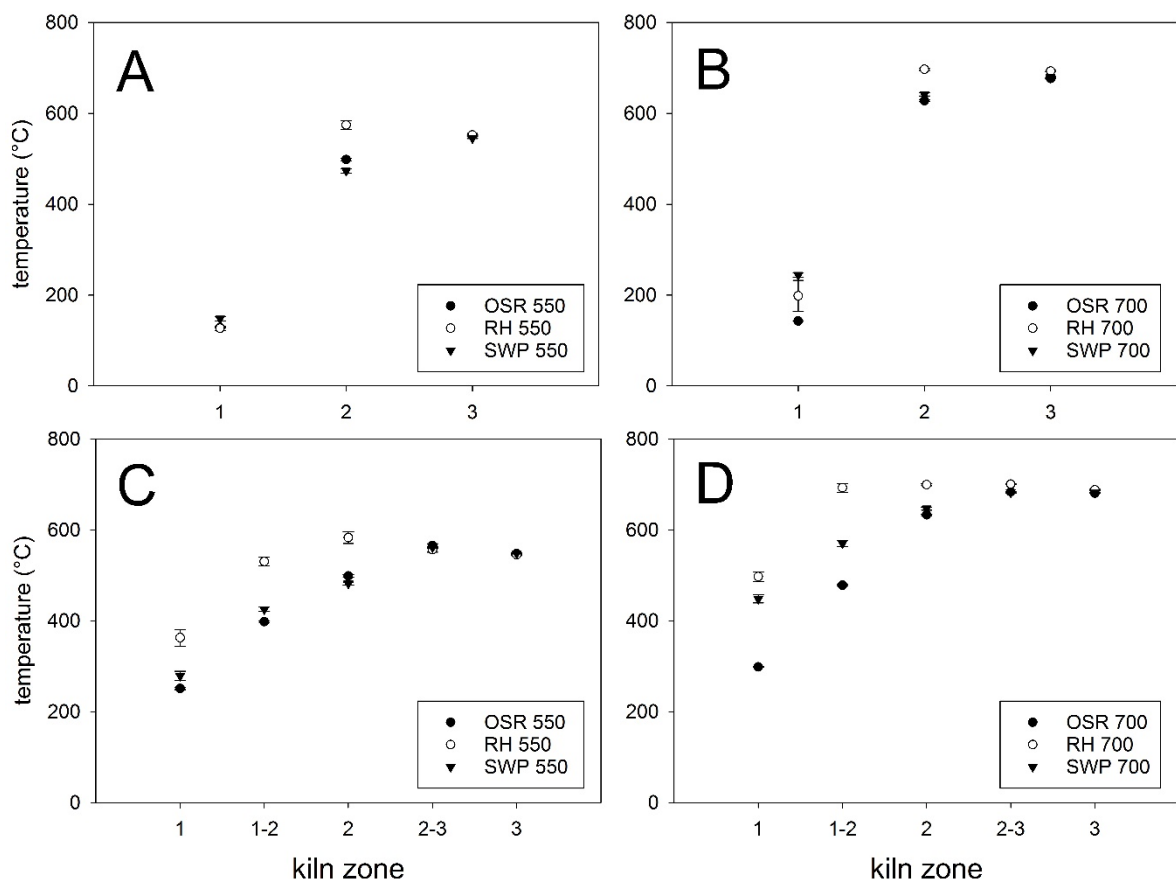 A
temperature (°C)
800
600
400
200
0
1
2
3
OSR 550
RH 550
SWP 550
B
800
600
400
200
0
1
2
3
OSR 700
RH 700
SWP 700
C
temperature (°C)
800
600
400
200
0
1
1-2
2
2-3
3
kiln zone
OSR 550
RH 550
SWP 550
D
800
600
400
200
0
1
1-2
2
2-3
3
kiln zone
OSR 700
RH 700
SWP 700